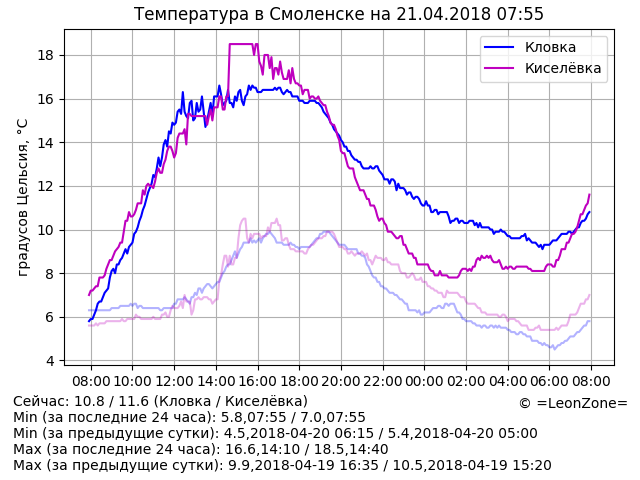 Температура в Смоленске на 21.04.2018 07:55
Кловка
Киселёвка
градусов Цельсия, °C
18
16
14
12
10
8
6
4
08:00 10:00 12:00 14:00 16:00 18:00 20:00 22:00 00:00 02:00 04:00 06:00 08:00
Сейчас: 10.8 / 11.6 (Кловка / Киселёвка)
© =LeonZone=
Min (за последние 24 часа): 5.8,07:55 / 7.0,07:55
Min (за предыдущие сутки): 4.5,2018-04-20 06:15 / 5.4,2018-04-20 05:00
Max (за последние 24 часа): 16.6,14:10 / 18.5,14:40
Max (за предыдущие сутки): 9.9,2018-04-19 16:35 / 10.5,2018-04-19 15:20